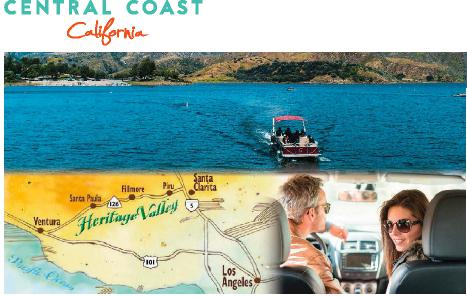 CENTRAL COAST
California
Santa Clarita
Piru
Fillmore
Santa Paula
126
Heritage Valley
5
Ventura
101
Pacific Ocean
Los Angeles